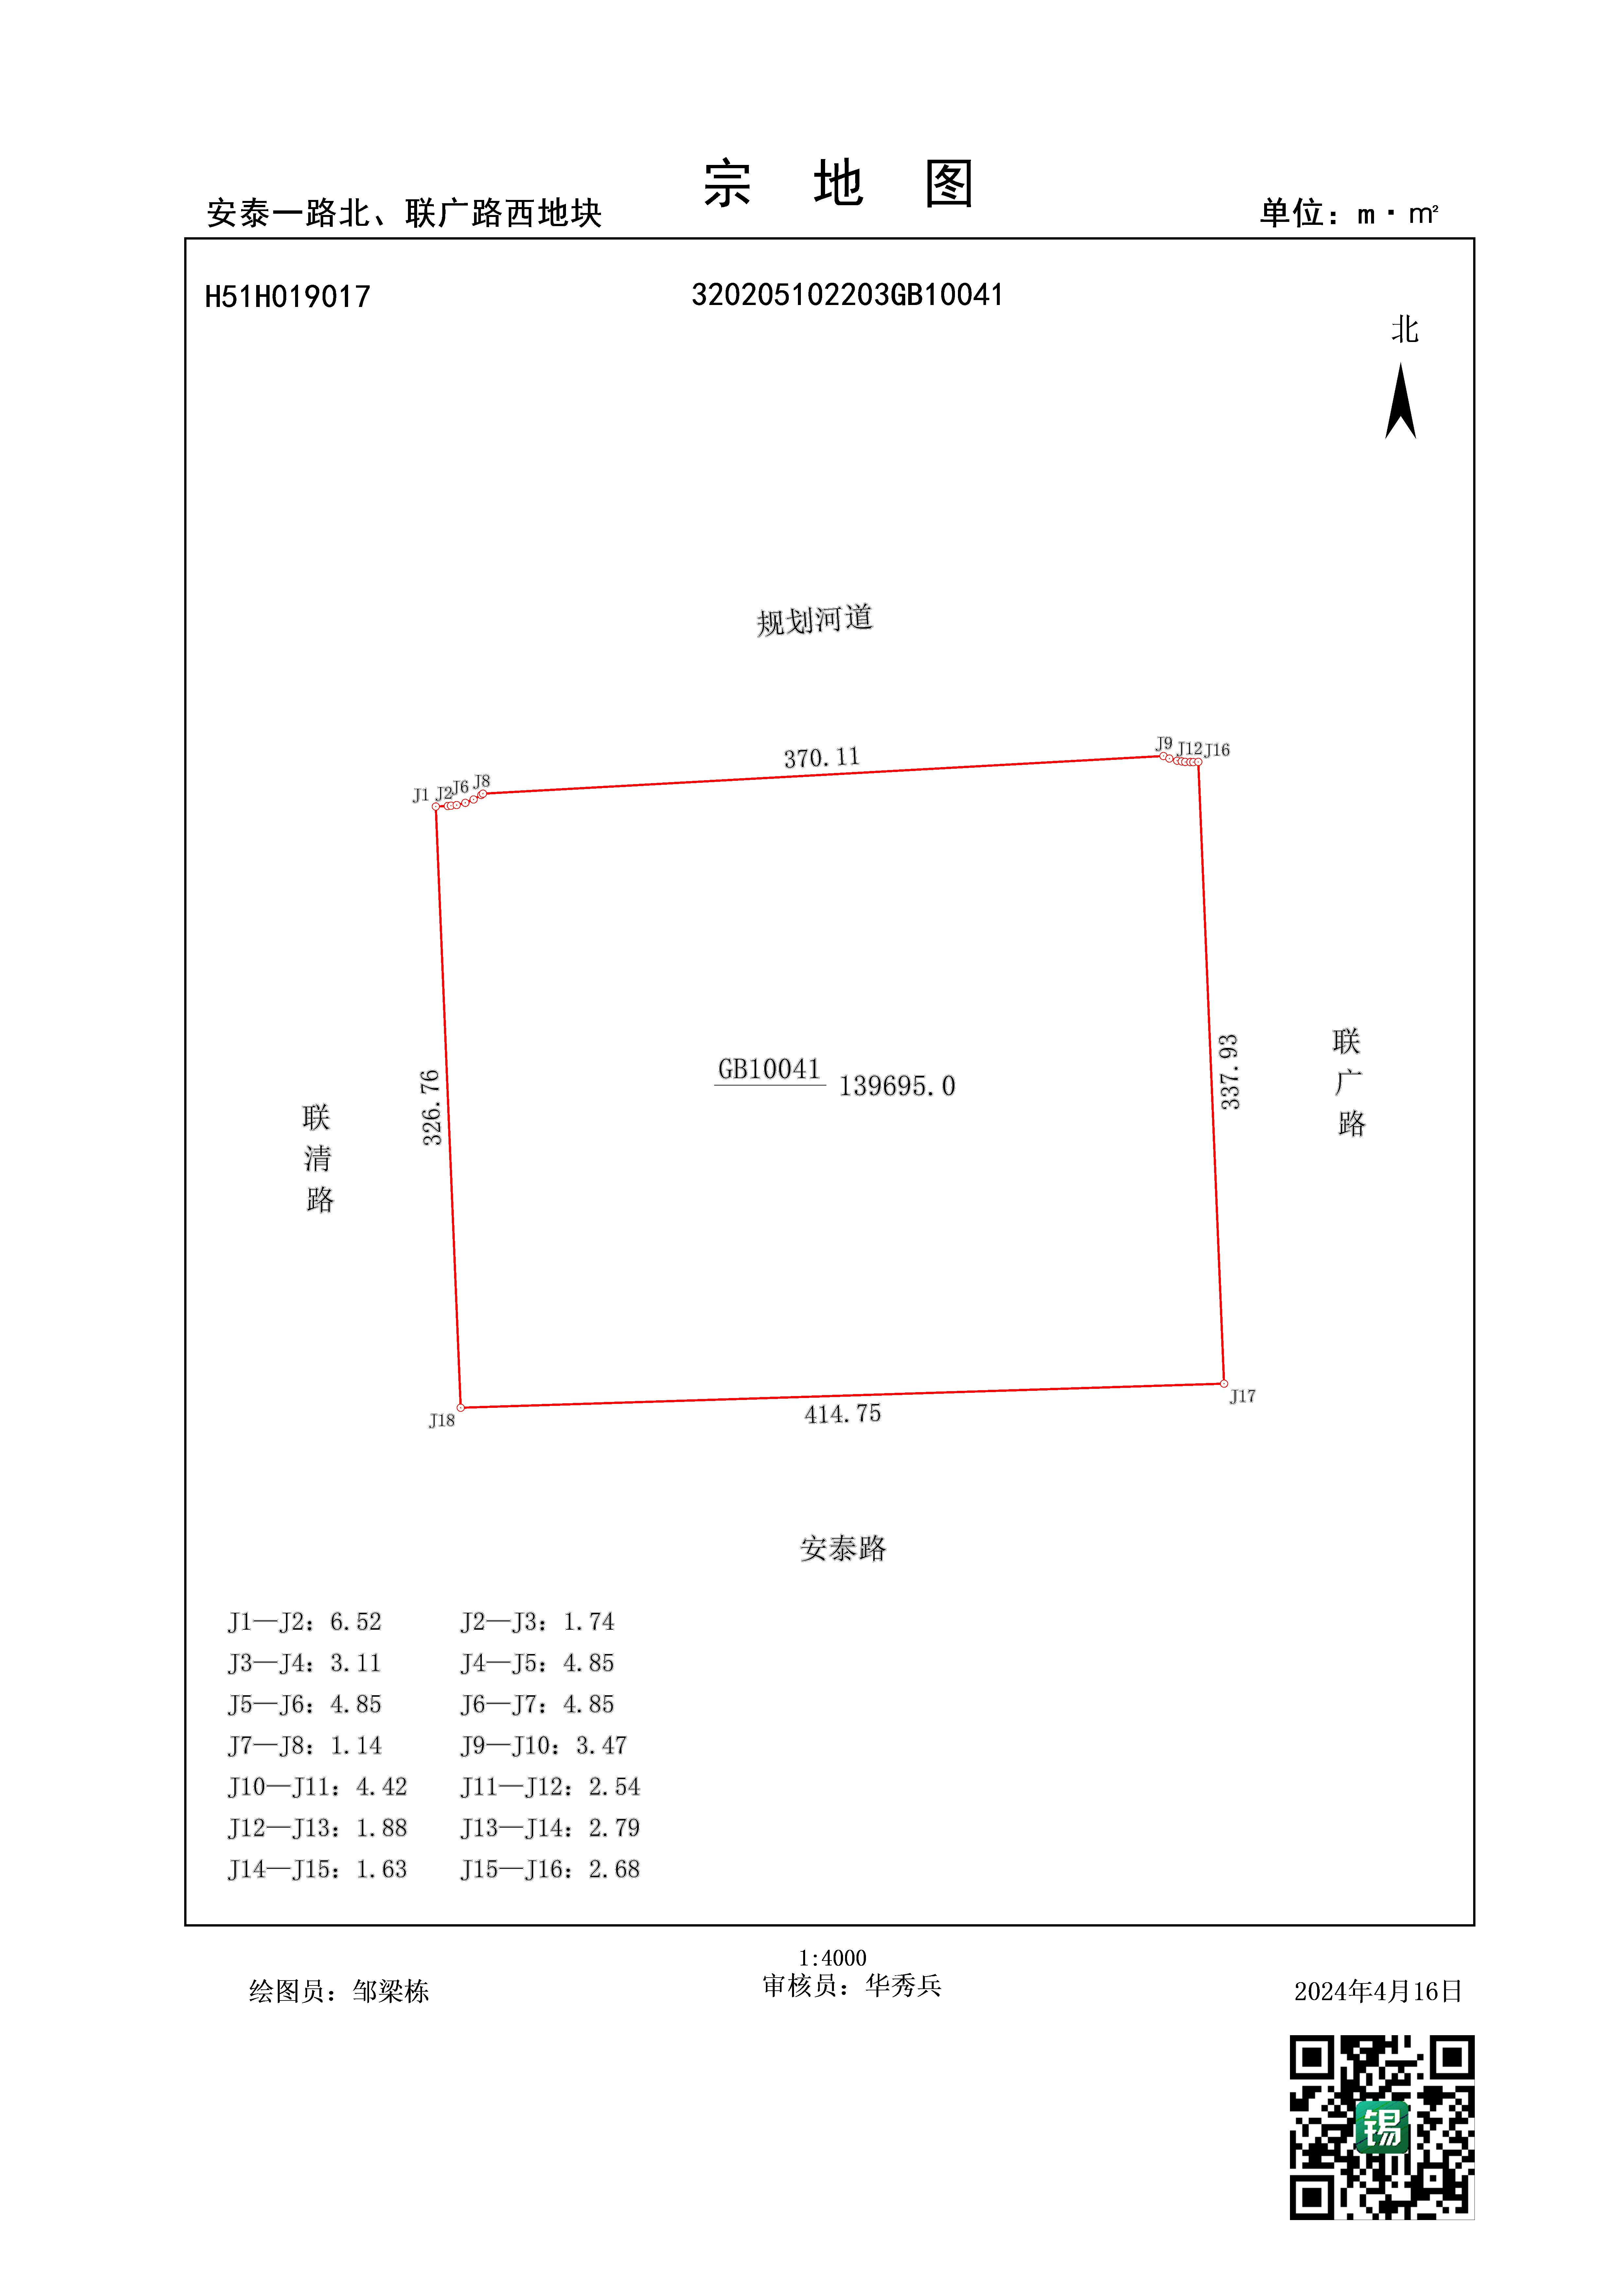 宗 地 图
安泰一路北、联广路西地块
单位：m·㎡
H51H019017
320205102203GB10041
北
规划河道
370.11
J9
J12
J16
J1
J2
J6
J8
326.76
GB10041
139695.0
337.93
联广路
联清路
J18
414.75
J17
安泰路
J1—J2：6.52 J2—J3：1.74
J3—J4：3.11 J4—J5：4.85
J5—J6：4.85 J6—J7：4.85
J7—J8：1.14 J9—J10：3.47
J10—J11：4.42 J11—J12：2.54
J12—J13：1.88 J13—J14：2.79
J14—J15：1.63 J15—J16：2.68
1:4000
绘图员：邹梁栋
审核员：华秀兵
2024年4月16日
锡